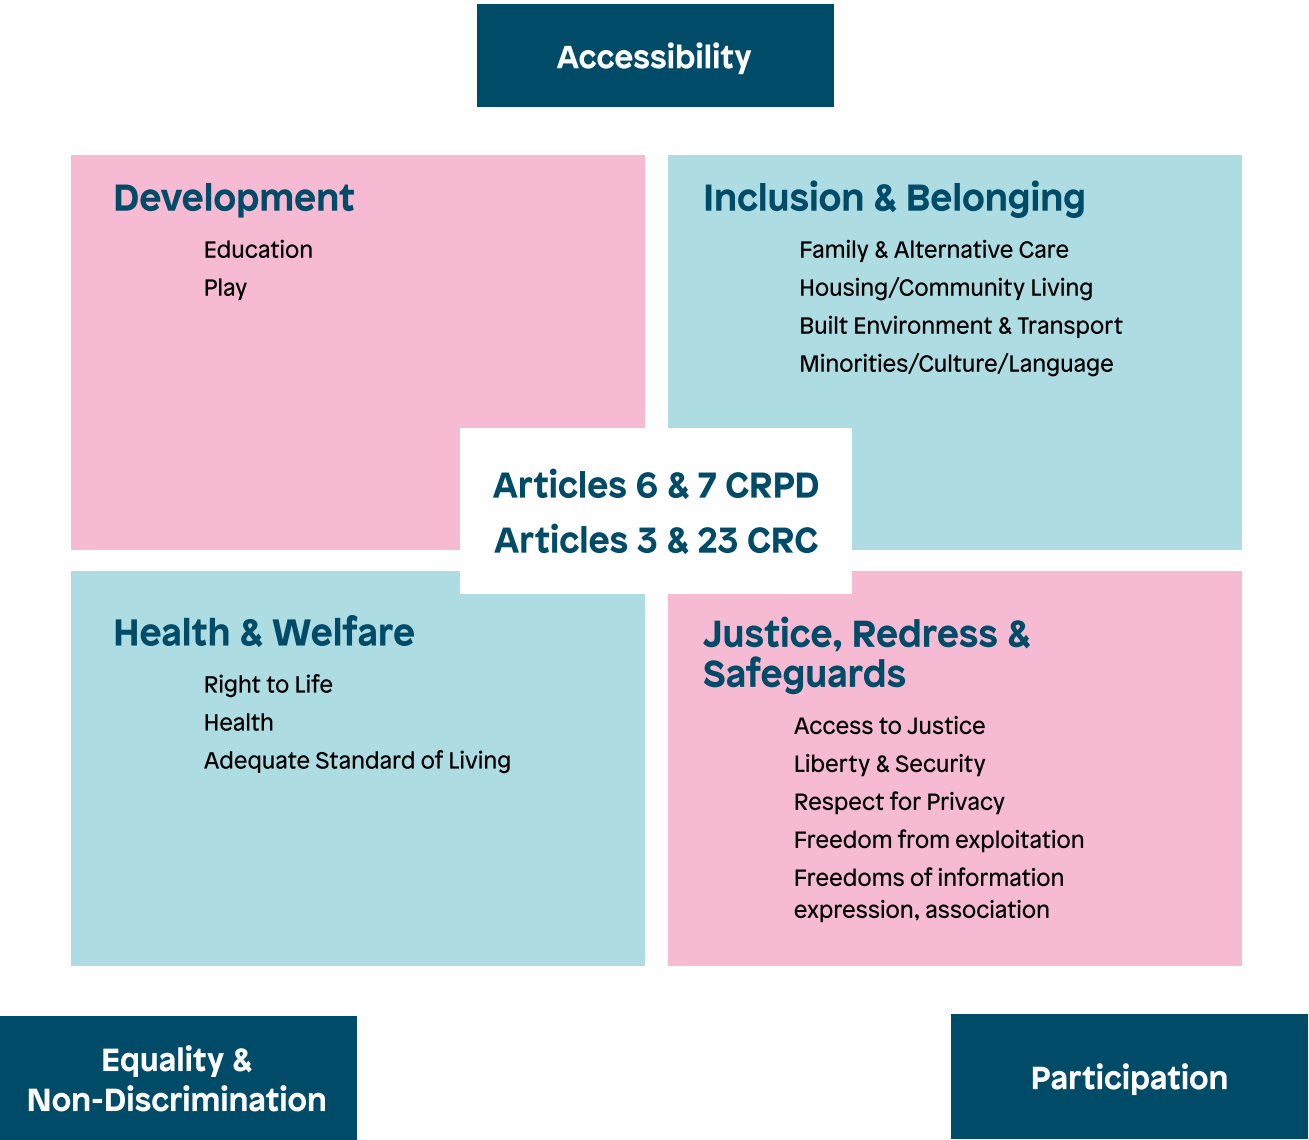 Accessibility
Development
Education
Play
Inclusion & Belonging
Family & Alternative Care
Housing/Community Living
Built Environment & Transport
Minorities/Culture/Language
Articles 6 & 7 CRPD
Articles 3 & 23 CRC
Health & Welfare
Right to Life
Health
Adequate Standard of Living
Justice, Redress &
Safeguards
Access to Justice
Liberty & Security
Respect for Privacy
Freedom from exploitation
Freedoms of information
expression, association
Equality &
Non-Discrimination
Participation